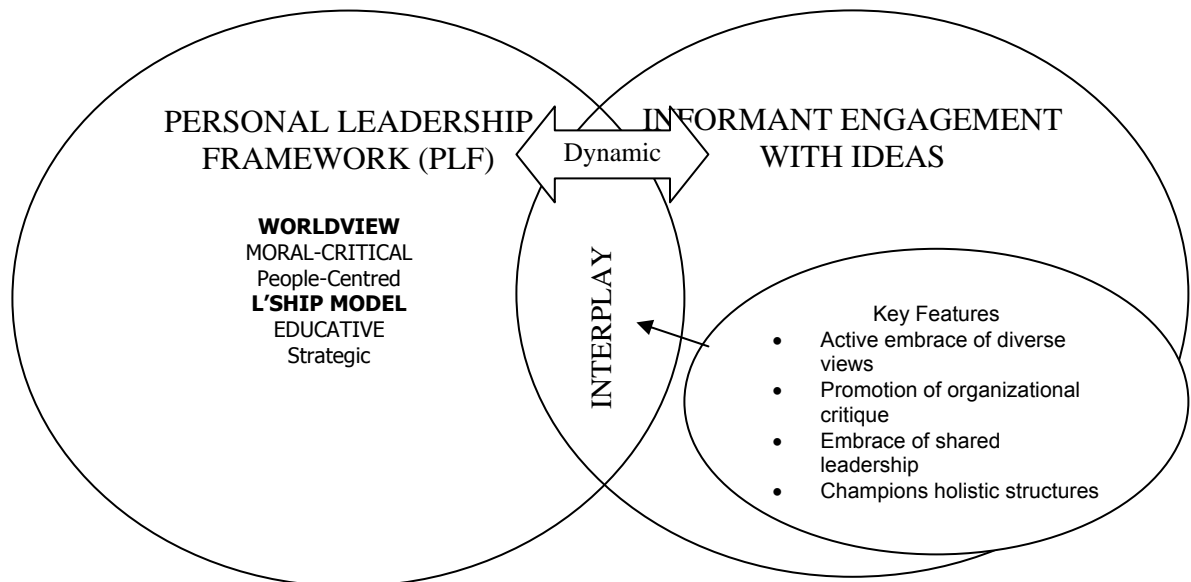 PERSONAL LEADERSHIP
FRAMEWORK (PLF)
WORLDVIEW
MORAL-CRITICAL
People-Centred
L'SHIP MODEL
EDUCATIVE
Strategic
Dynamic
INTERPLAY
INFORMANT ENGAGEMENT
WITH IDEAS
Key Features
• Active embrace of diverse
views
• Promotion of organizational
critique
• Embrace of shared
leadership
• Champions holistic structures